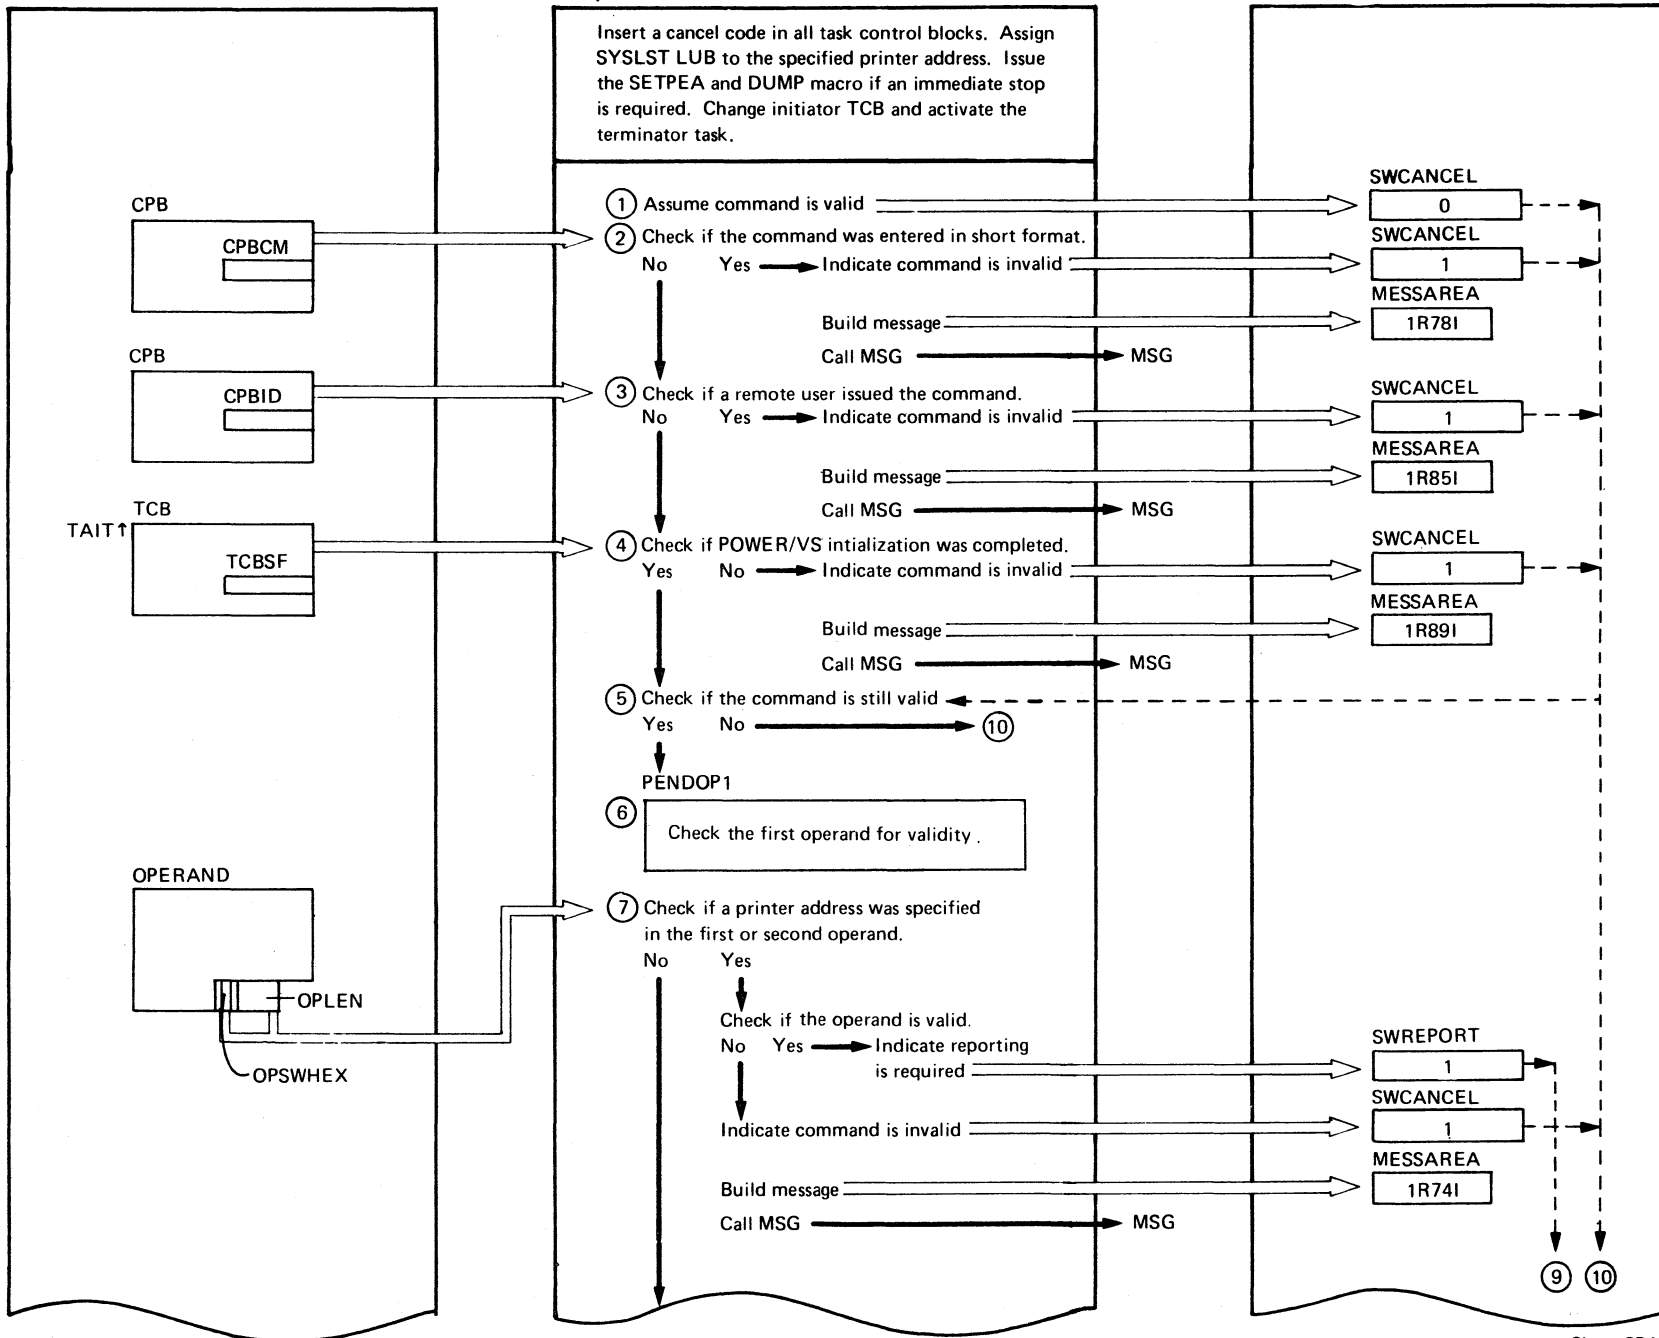 Insert a cancel code in all task control blocks. Assign
SYSLST LUB to the specified printer address. Issue
the SETPEA and DUMP macro if an immediate stop
is required. Change initiator TCB and activate the
terminator task.
SWCANCEL
CPB
1 Assume command is valid
0
2 Check if the command was entered in short format.
SWCANCEL
CPBCM
No Yes Indicate command is invalid
1
MESSAREA
Build message
1R78I
Call MSG
MSG
CPB
3 Check if a remote user issued the command.
SWCANCEL
CPBID
No Yes Indicate command is invalid
1
MESSAREA
Build message
1R85I
Call MSG
MSG
TCB
TAIT↑
4 Check if POWER/VS intialization was completed.
SWCANCEL
TCBSF
Yes No Indicate command is invalid
1
MESSAREA
Build message
1R89I
Call MSG
MSG
5 Check if the command is still valid
Yes No 10
PENDOP1
6 Check the first operand for validity.
OPERAND
7 Check if a printer address was specified
in the first or second operand.
No Yes
OPLEN
Check if the operand is valid.
No Yes Indicate reporting
is required
SWREPORT
1
OPSWHEX
SWCANCEL
Indicate command is invalid
1
MESSAREA
Build message
1R74I
Call MSG
MSG
9 10